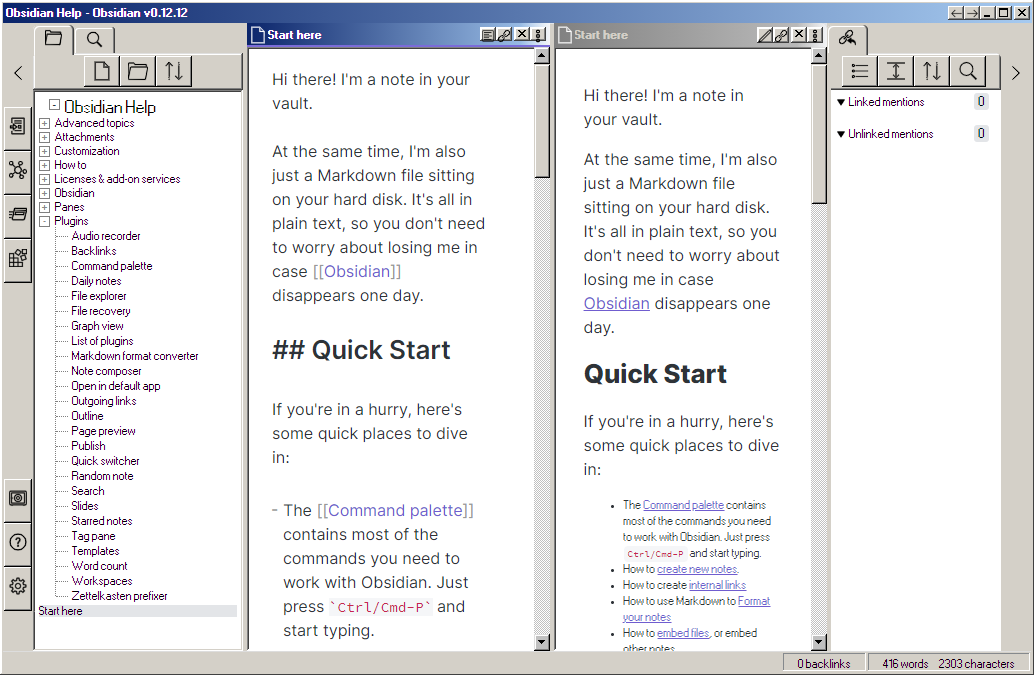 Obsidian Help - Obsidian v0.12.12
Obsidian Help
Advanced topics
Attachments
Customization
How to
Licenses & add-on services
Obsidian
Panes
Plugins
Audio recorder
Backlinks
Command palette
Daily notes
File explorer
File recovery
Graph view
List of plugins
Markdown format converter
Note composer
Open in default app
Outgoing links
Outline
Page preview
Publish
Quick switcher
Random note
Search
Slides
Starred notes
Tag pane
Templates
Word count
Workspaces
Zettelkasten prefixer
Start here
Start here
Hi there! I'm a note in your
vault.
At the same time, I'm also
just a Markdown file sitting
on your hard disk. It's all in
plain text, so you don't need
to worry about losing me in
case [[Obsidian]]
disappears one day.
## Quick Start
If you're in a hurry, here's
some quick places to dive
in:
- The [[Command palette]]
contains most of the
commands you need to
work with Obsidian. Just
press `Ctrl/Cmd-P` and
start typing.
Start here
Hi there! I'm a note in
your vault.
At the same time, I'm also
just a Markdown file
sitting on your hard disk.
It's all in plain text, so you
don't need to worry about
losing me in case
Obsidian disappears one
day.
Quick Start
If you're in a hurry, here's
some quick places to dive
in:
• The Command palette contains
most of the commands you need
to work with Obsidian. Just press
Ctrl/Cmd-P and start typing.
• How to create new notes.
• How to create internal links
• How to use Markdown to Format
your notes
• How to embed files, or embed
other notes
Linked mentions 0
Unlinked mentions 0
0 backlinks
416 words 2303 characters